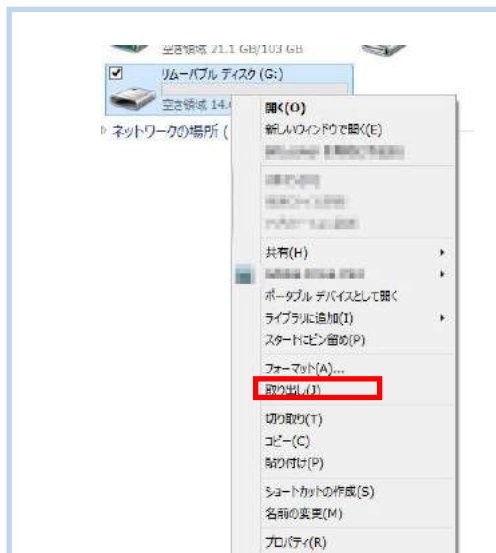 空き領域 21.1 GB/103 GB
リムーバブル ディスク (G:)
空き領域 14.
ネットワークの場所 (
開く(O)
新しいウィンドウで開く(E)
共有(H)
ポータブル デバイスとして開く
ライブラリに追加(I)
スタートにピン留め(P)
フォーマット(A)...
取り出し(J)
切り取り(T)
コピー(C)
貼り付け(P)
ショートカットの作成(S)
名前の変更(M)
プロパティ(R)